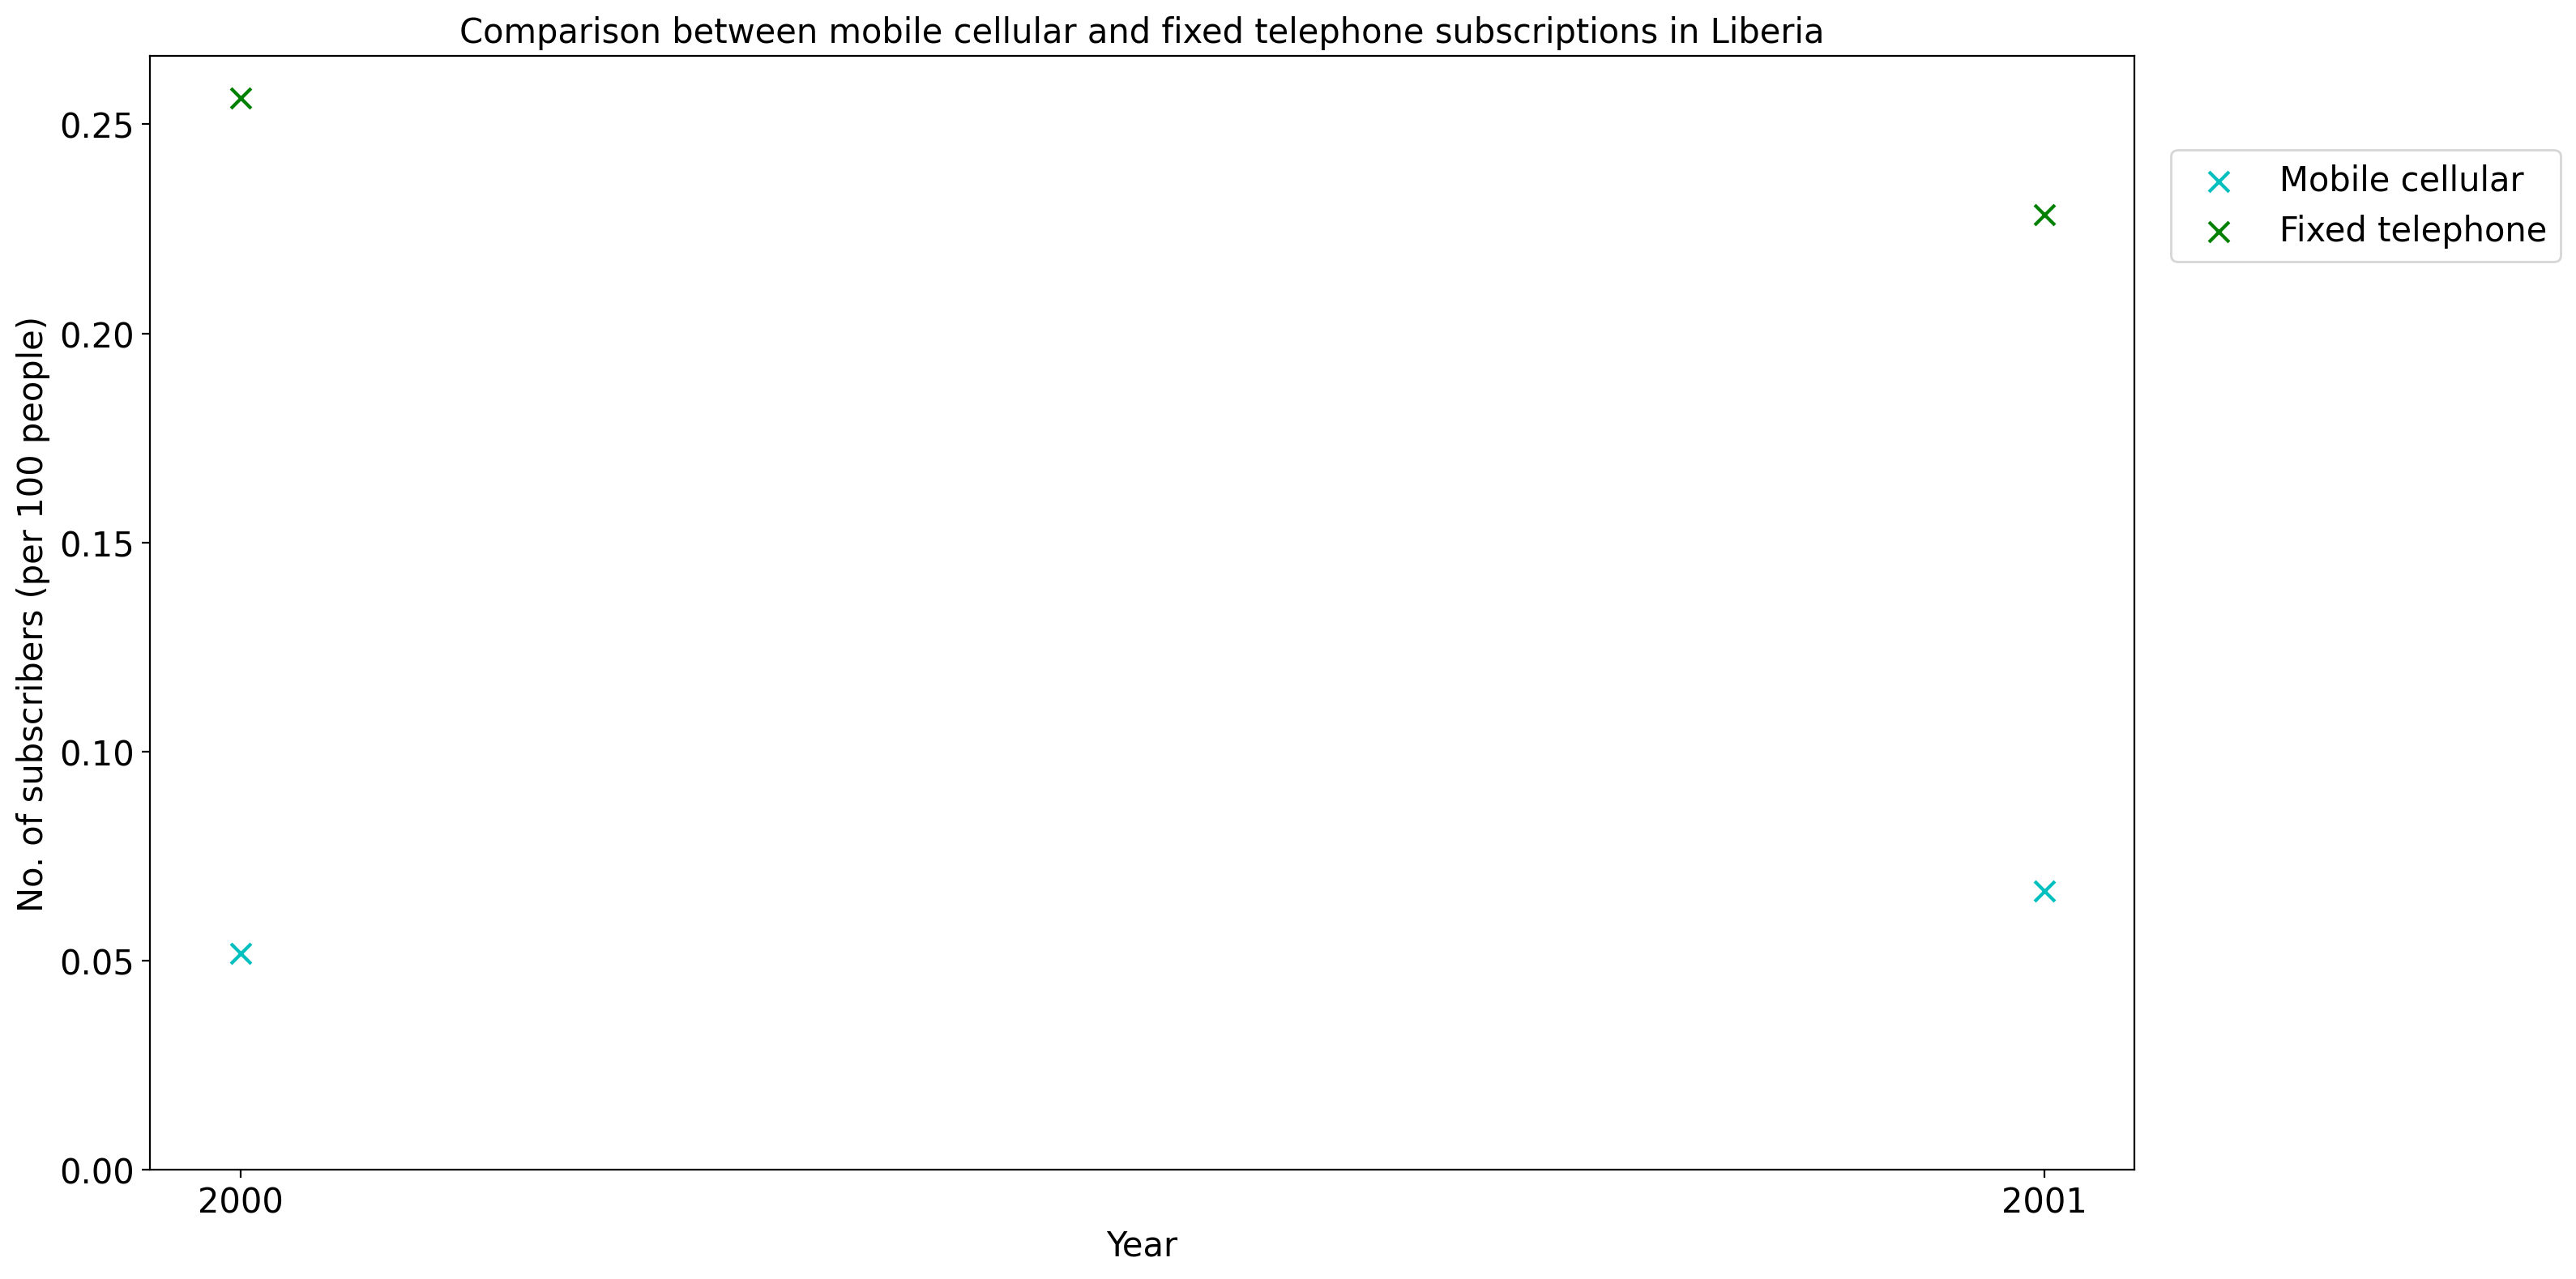 Comparison between mobile cellular and fixed telephone subscriptions in Liberia
No. of subscribers (per 100 people)
0.25
0.20
0.15
0.10
0.05
0.00
2000
2001
Year
Mobile cellular
Fixed telephone